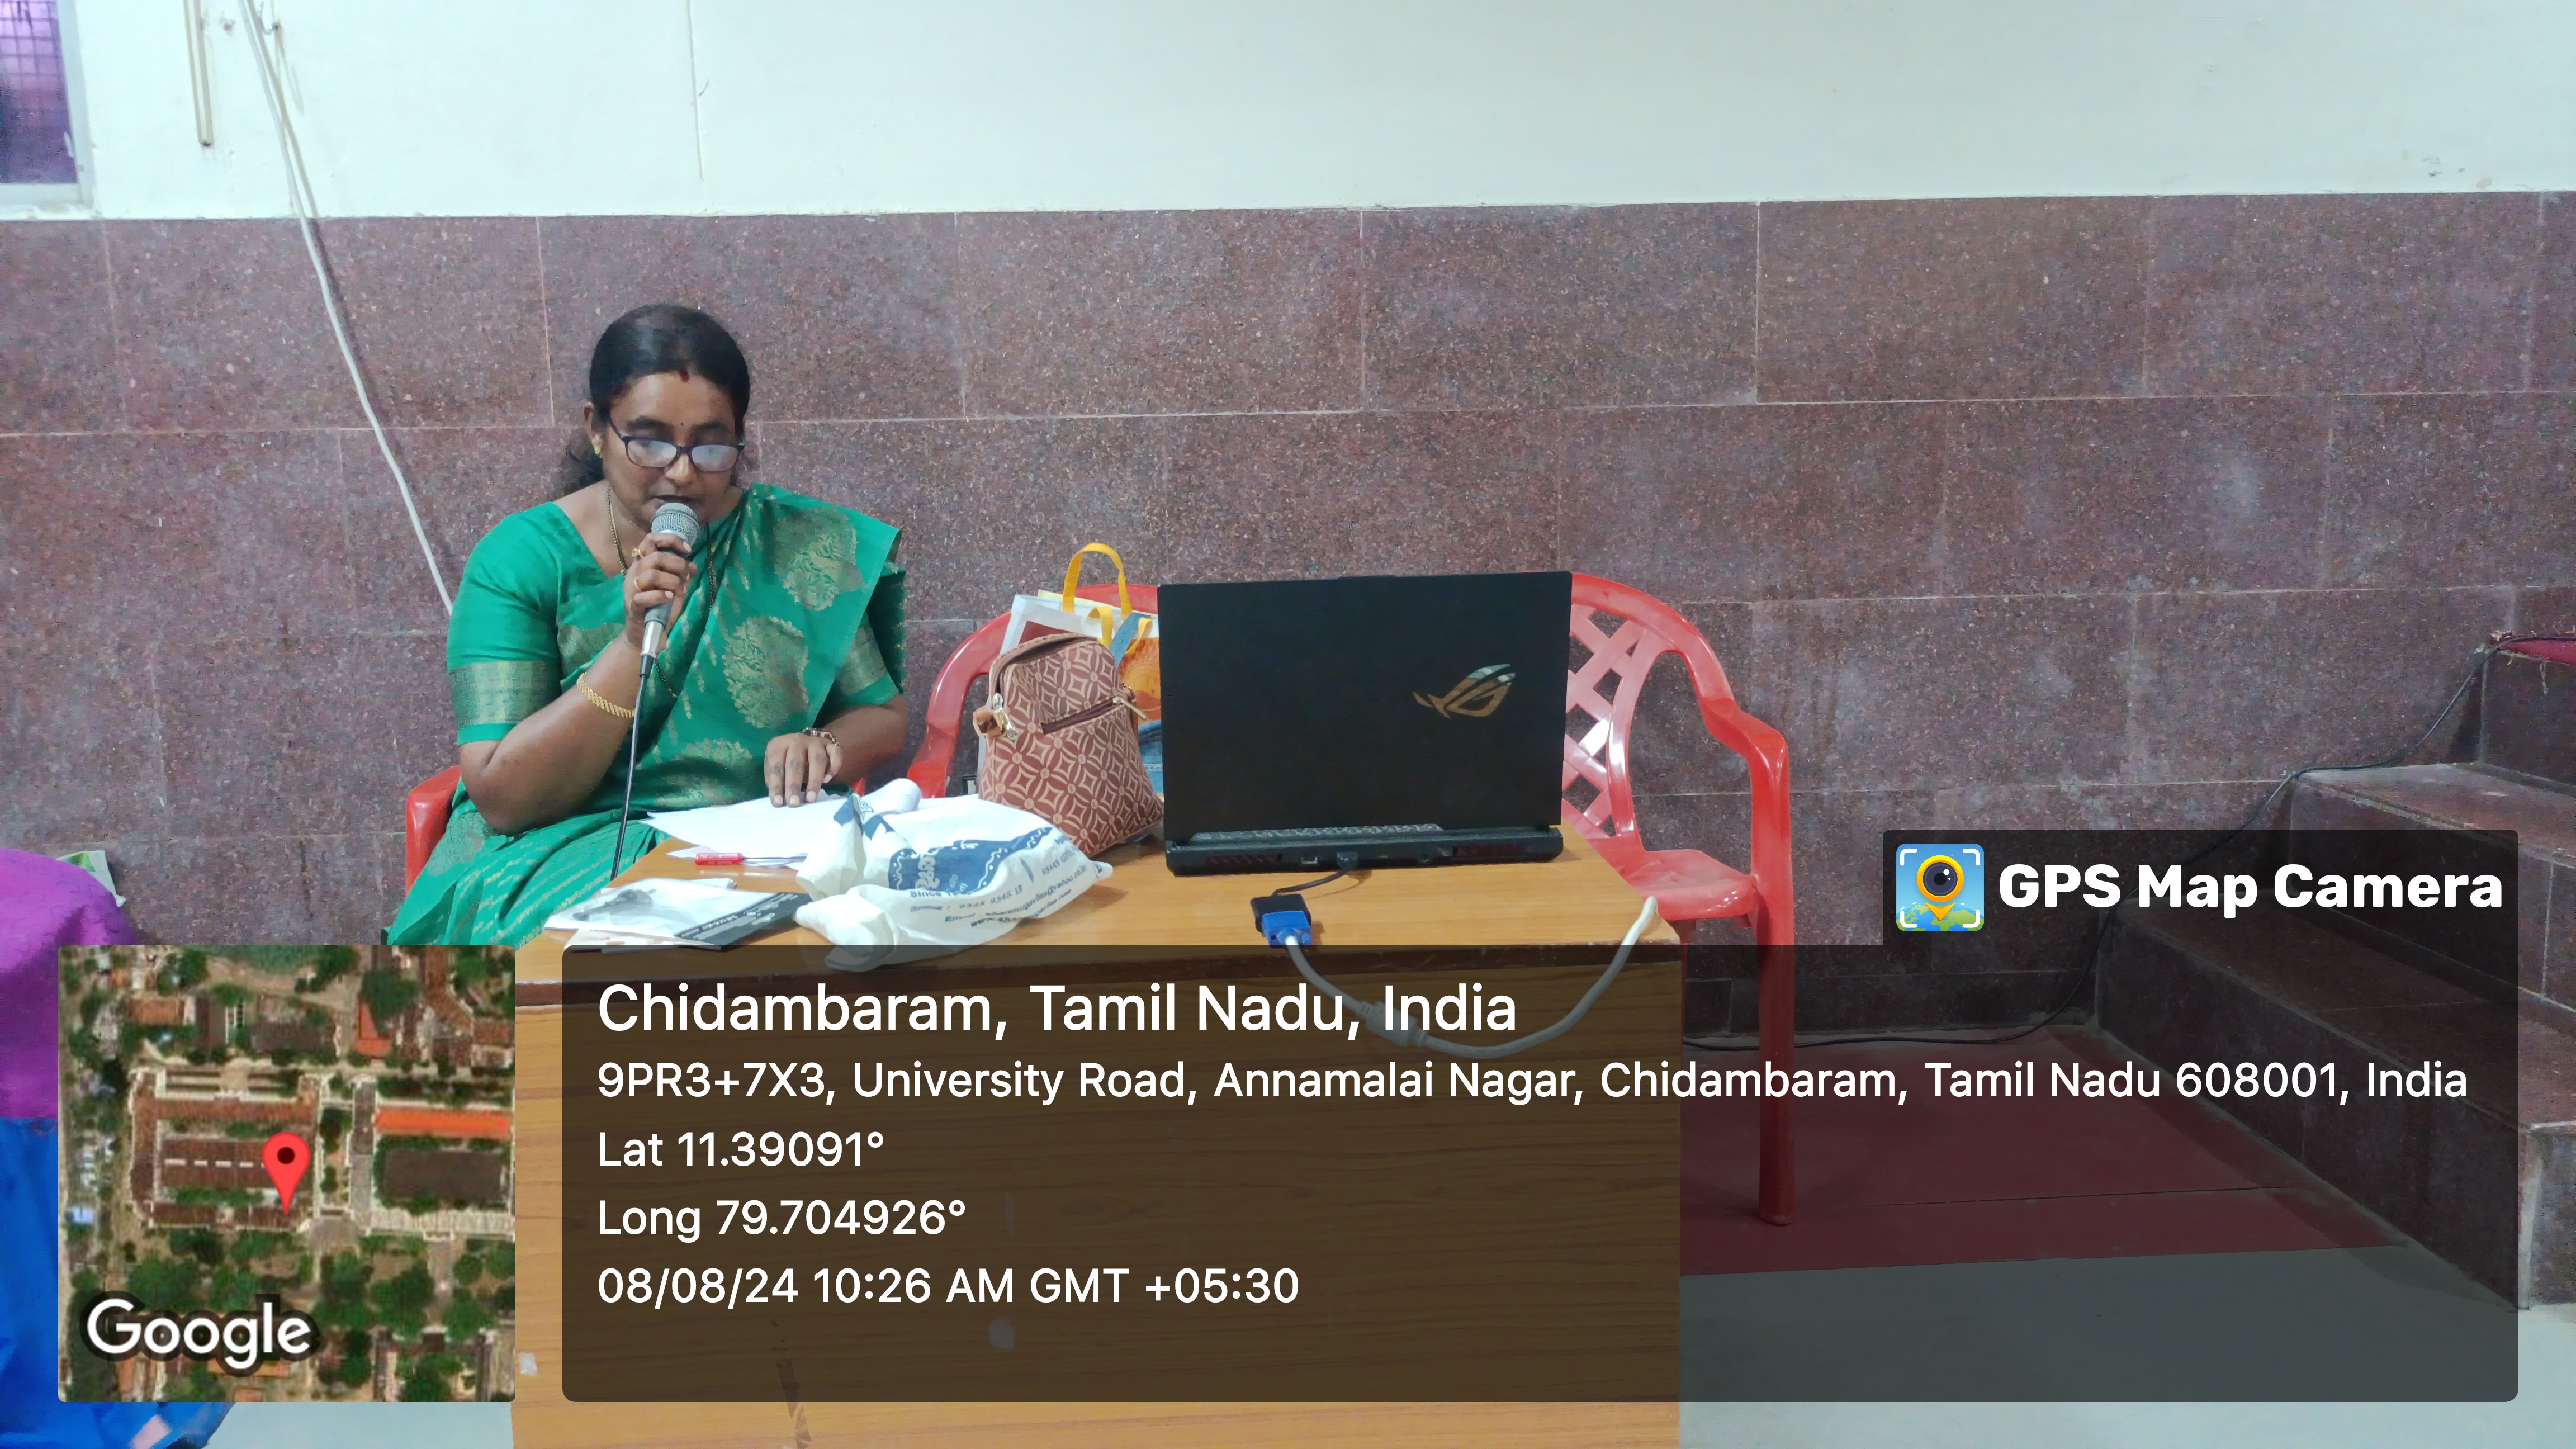 Since
GPS Map Camera
Chidambaram, Tamil Nadu, India
9PR3+7X3, University Road, Annamalai Nagar, Chidambaram, Tamil Nadu 608001, India
Lat 11.39091°
Long 79.704926°
08/08/24 10:26 AM GMT +05:30
Google